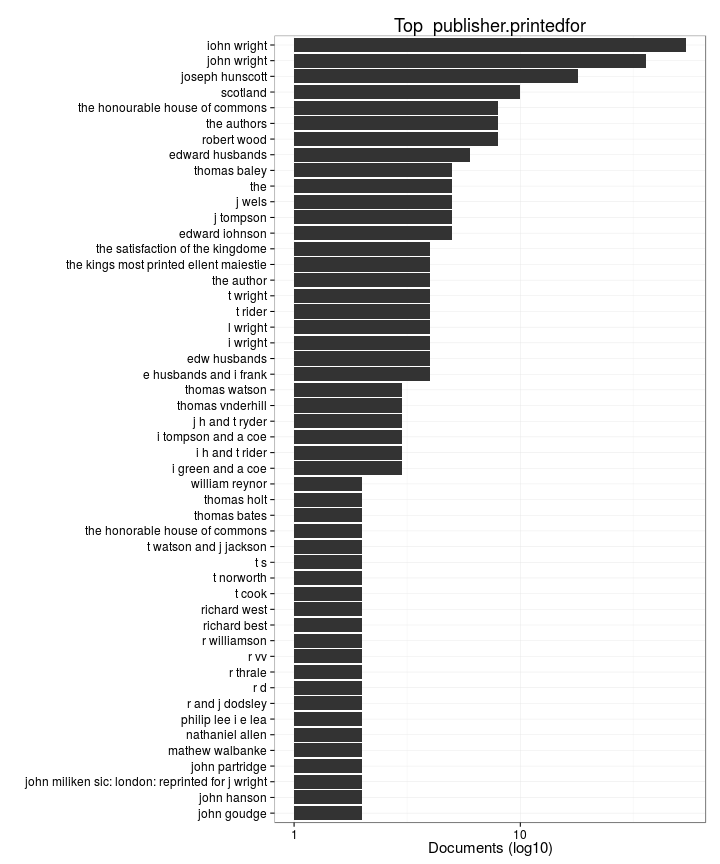 Top  publisher.printedfor
iohn wright
john wright
joseph hunscott
scotland
the honourable house of commons
the authors
robert wood
edward husbands
thomas baley
the
j wels
j tompson
edward iohnson
the satisfaction of the kingdome
the kings most printed ellent maiestie
the author
t wright
t rider
l wright
i wright
edw husbands
e husbands and i frank
thomas watson
thomas vnderhill
j h and t ryder
i tompson and a coe
i h and t rider
i green and a coe
william reynor
thomas holt
thomas bates
the honorable house of commons
t watson and j jackson
t s
t norworth
t cook
richard west
richard best
r williamson
r vv
r thrale
r d
r and j dodsley
philip lee i e lea
nathaniel allen
mathew walbanke
john partridge
john miliken sic: london: reprinted for j wright
john hanson
john goudge
1 10
Documents (log10)